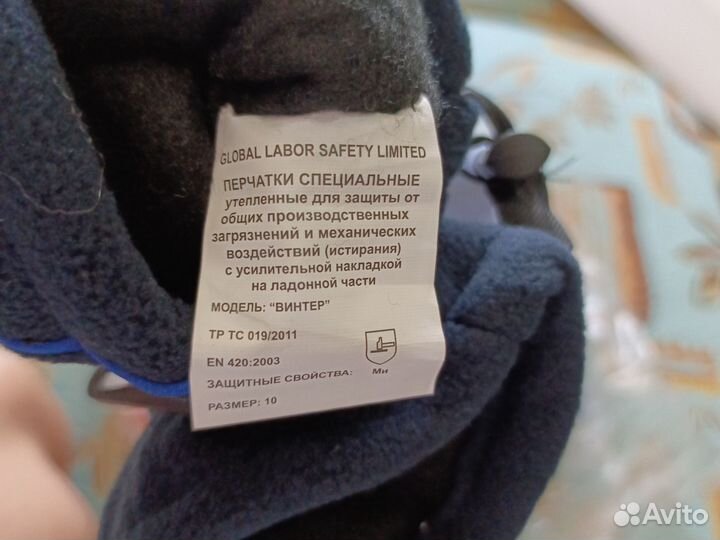 GLOBAL LABOR SAFETY LIMITED
ПЕРЧАТКИ СПЕЦИАЛЬНЫЕ
утепленные для защиты от
общих производственных
загрязнений и механических
воздействий (истирания)
с усилительной накладкой
на ладонной части
МОДЕЛЬ: "ВИНТЕР"
ТР ТС 019/2011
EN 420:2003
ЗАЩИТНЫЕ СВОЙСТВА:
Ми
РАЗМЕР: 10
Avito